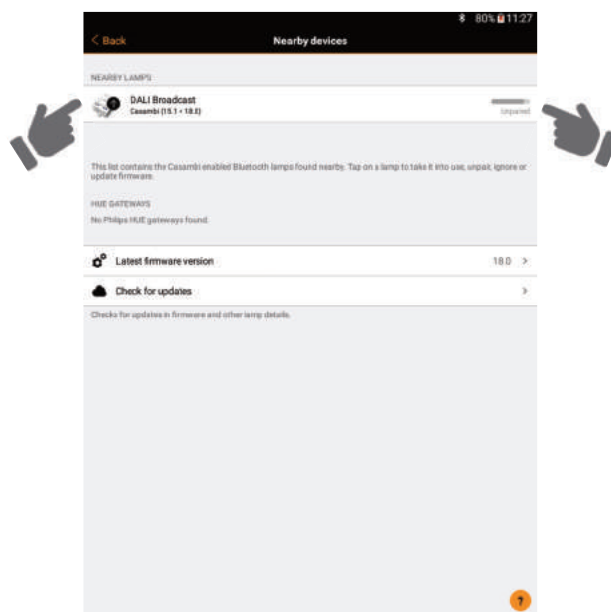 80% 11:27
< Back Nearby devices
NEARBY LAMPS
DALI Broadcast
Casambi (15.1 < 18.0)
Unpaired
This list contains the Casambi enabled Bluetooth lamps found nearby. Tap on a lamp to take it into use, unpair, ignore or
update firmware.
HUE GATEWAYS
No Philips HUE gateways found.
Latest firmware version 18.0 >
Check for updates >
Checks for updates in firmware and other lamp details.
?